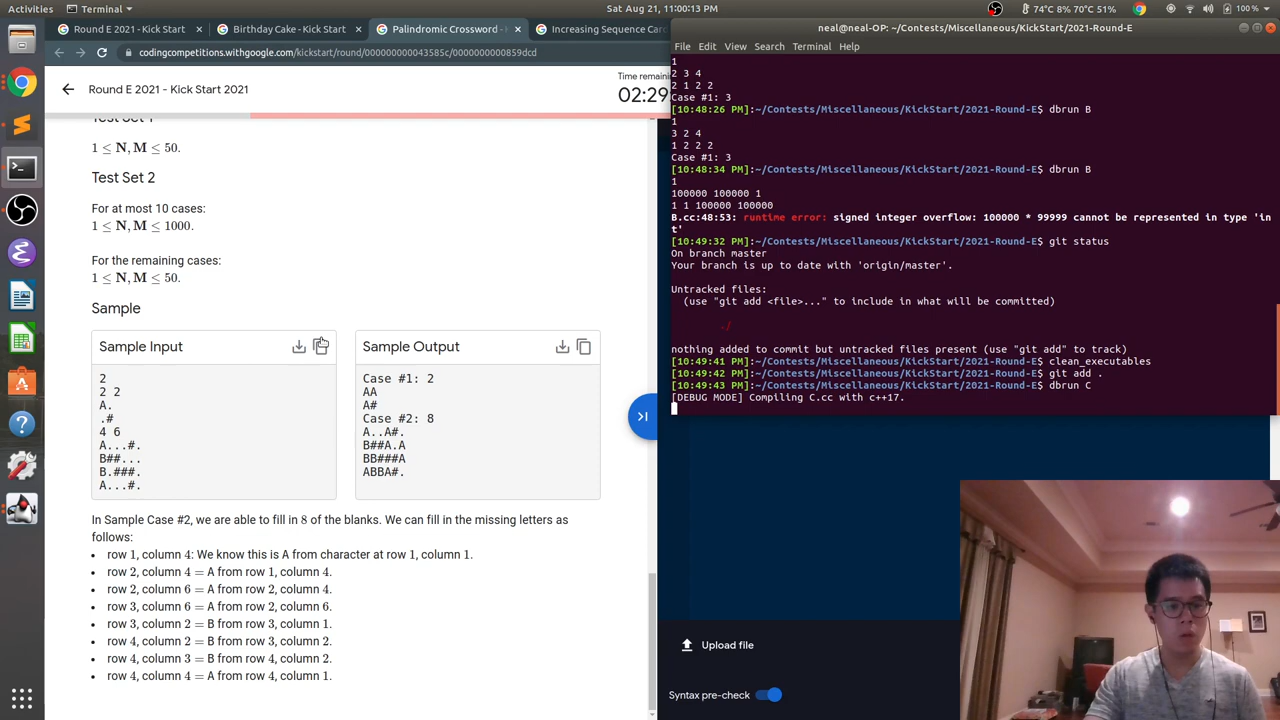 Activities
Terminal
Sat Aug 21, 11:00:13 PM
74°C 8% 70°C 51%
100 %
Round E 2021 - Kick Start
Birthday Cake - Kick Start
Palindromic Crossword -
Increasing Sequence Car
codingcompetitions.withgoogle.com/kickstart/round/000000000043585c/0000000000859dcd
Round E 2021 - Kick Start 2021
Time remain
02:29
Test Set 1
1 ≤ N, M ≤ 50.
Test Set 2
For at most 10 cases:
1 ≤ N, M ≤ 1000.
For the remaining cases:
1 ≤ N, M ≤ 50.
Sample
Sample Input
2
2 2
A.
.#
4 6
A...#.
B##...
B.###.
A...#.
Sample Output
Case #1: 2
AA
A#
Case #2: 8
A..A#.
B##A.A
BB###A
ABBA#.
In Sample Case #2, we are able to fill in 8 of the blanks. We can fill in the missing letters as
follows:
• row 1, column 4: We know this is A from character at row 1, column 1.
• row 2, column 4 = A from row 1, column 4.
• row 2, column 6 = A from row 2, column 4.
• row 3, column 6 = A from row 2, column 6.
• row 3, column 2 = B from row 3, column 1.
• row 4, column 2 = B from row 3, column 2.
• row 4, column 3 = B from row 4, column 2.
• row 4, column 4 = A from row 4, column 1.
neal@neal-OP: ~/Contests/Miscellaneous/KickStart/2021-Round-E
File Edit View Search Terminal Help
1
2 3 4
2 1 2 2
Case #1: 3
[10:48:26 PM]:~/Contests/Miscellaneous/KickStart/2021-Round-E$ dbrun B
1
3 2 4
1 2 2 2
Case #1: 3
[10:48:34 PM]:~/Contests/Miscellaneous/KickStart/2021-Round-E$ dbrun B
1
100000 100000 1
1 1 100000 100000
B.cc:48:53: runtime error: signed integer overflow: 100000 * 99999 cannot be represented in type 'in
t'
[10:49:32 PM]:~/Contests/Miscellaneous/KickStart/2021-Round-E$ git status
On branch master
Your branch is up to date with 'origin/master'.
Untracked files:
(use "git add <file>..." to include in what will be committed)
./
nothing added to commit but untracked files present (use "git add" to track)
[10:49:41 PM]:~/Contests/Miscellaneous/KickStart/2021-Round-E$ clean_executables
[10:49:42 PM]:~/Contests/Miscellaneous/KickStart/2021-Round-E$ git add .
[10:49:43 PM]:~/Contests/Miscellaneous/KickStart/2021-Round-E$ dbrun C
[DEBUG MODE] Compiling C.cc with c++17.
Upload file
Syntax pre-check